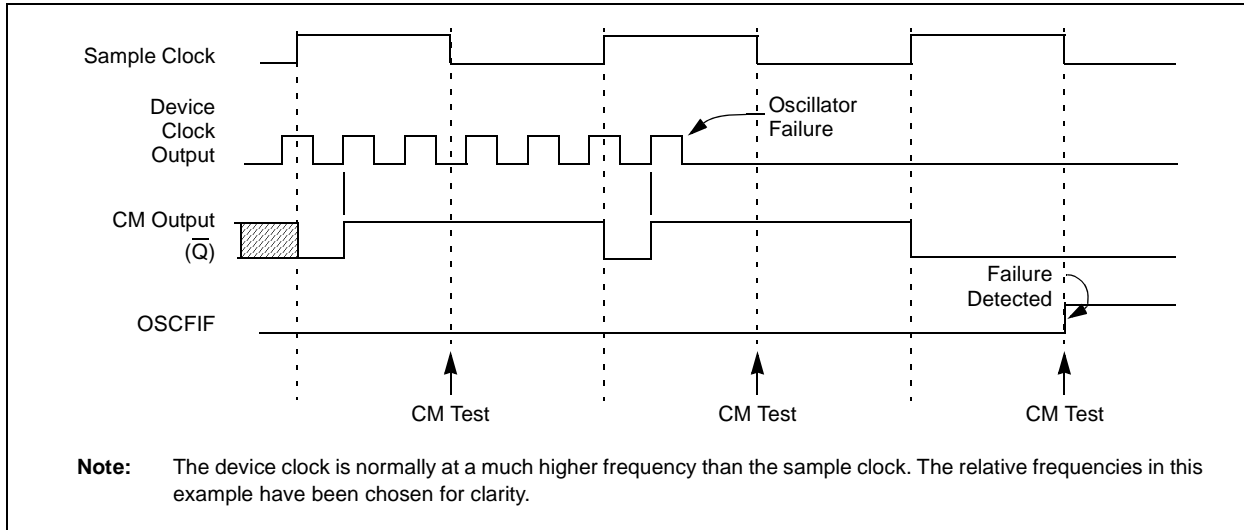 Sample Clock
Device
Clock
Output
Oscillator
Failure
CM Output
(Q̅)
Failure
Detected
OSCFIF
CM Test
CM Test
CM Test
Note: The device clock is normally at a much higher frequency than the sample clock. The relative frequencies in this
example have been chosen for clarity.